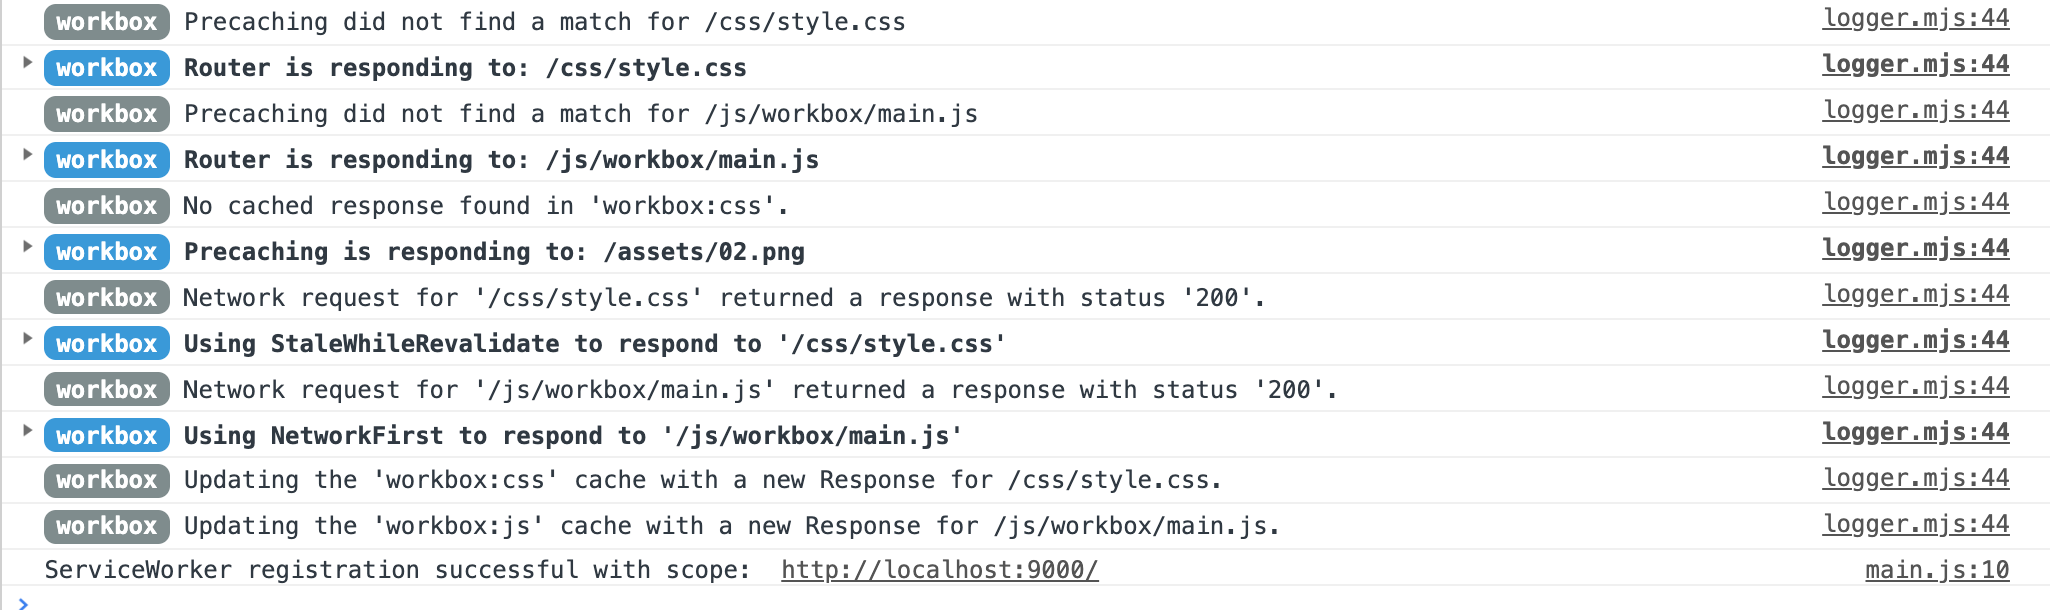 workbox Precaching did not find a match for /css/style.css logger.mjs:44
workbox Router is responding to: /css/style.css logger.mjs:44
workbox Precaching did not find a match for /js/workbox/main.js logger.mjs:44
workbox Router is responding to: /js/workbox/main.js logger.mjs:44
workbox No cached response found in 'workbox:css'. logger.mjs:44
workbox Precaching is responding to: /assets/02.png logger.mjs:44
workbox Network request for '/css/style.css' returned a response with status '200'. logger.mjs:44
workbox Using StaleWhileRevalidate to respond to '/css/style.css' logger.mjs:44
workbox Network request for '/js/workbox/main.js' returned a response with status '200'. logger.mjs:44
workbox Using NetworkFirst to respond to '/js/workbox/main.js' logger.mjs:44
workbox Updating the 'workbox:css' cache with a new Response for /css/style.css. logger.mjs:44
workbox Updating the 'workbox:js' cache with a new Response for /js/workbox/main.js. logger.mjs:44
ServiceWorker registration successful with scope: http://localhost:9000/ main.js:10